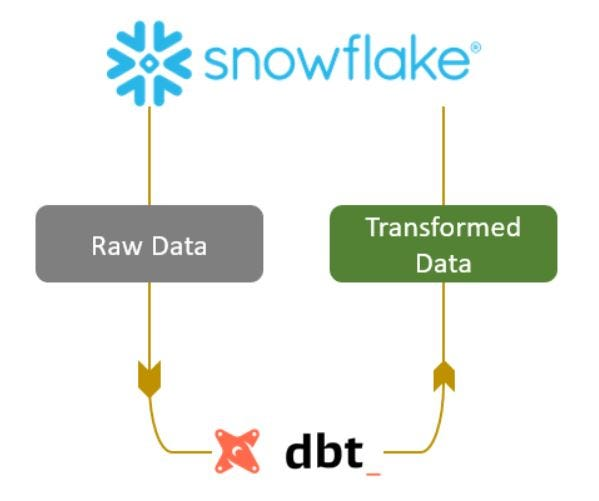 snowflake®
Raw Data
Transformed
Data
dbt_